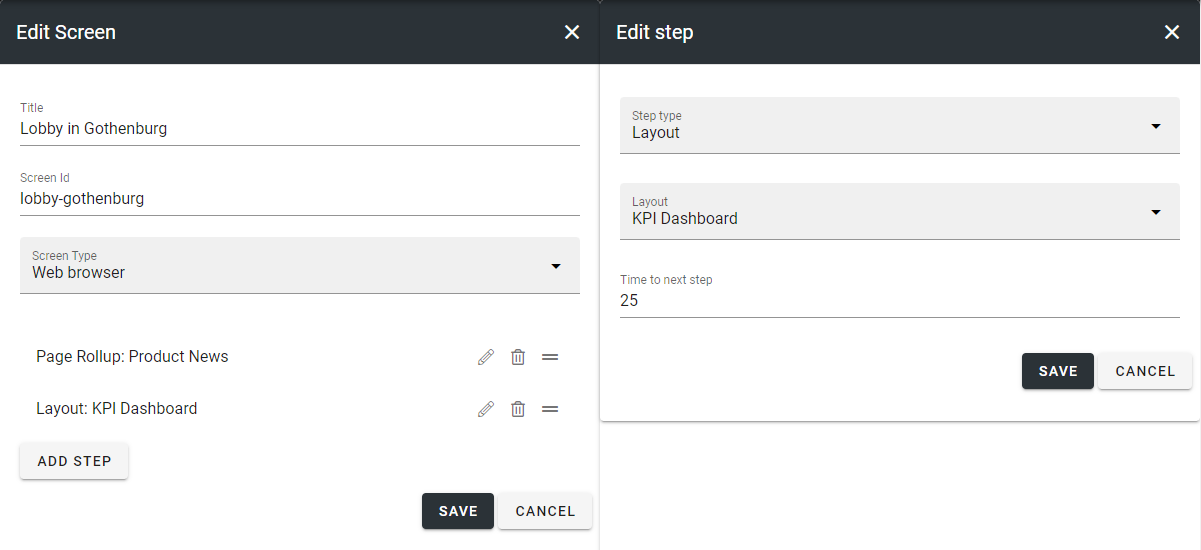 Edit Screen
Title
Lobby in Gothenburg
Screen Id
lobby-gothenburg
Screen Type
Web browser
Page Rollup: Product News
Layout: KPI Dashboard
ADD STEP
SAVE CANCEL
Edit step
Step type
Layout
Layout
KPI Dashboard
Time to next step
25
SAVE CANCEL